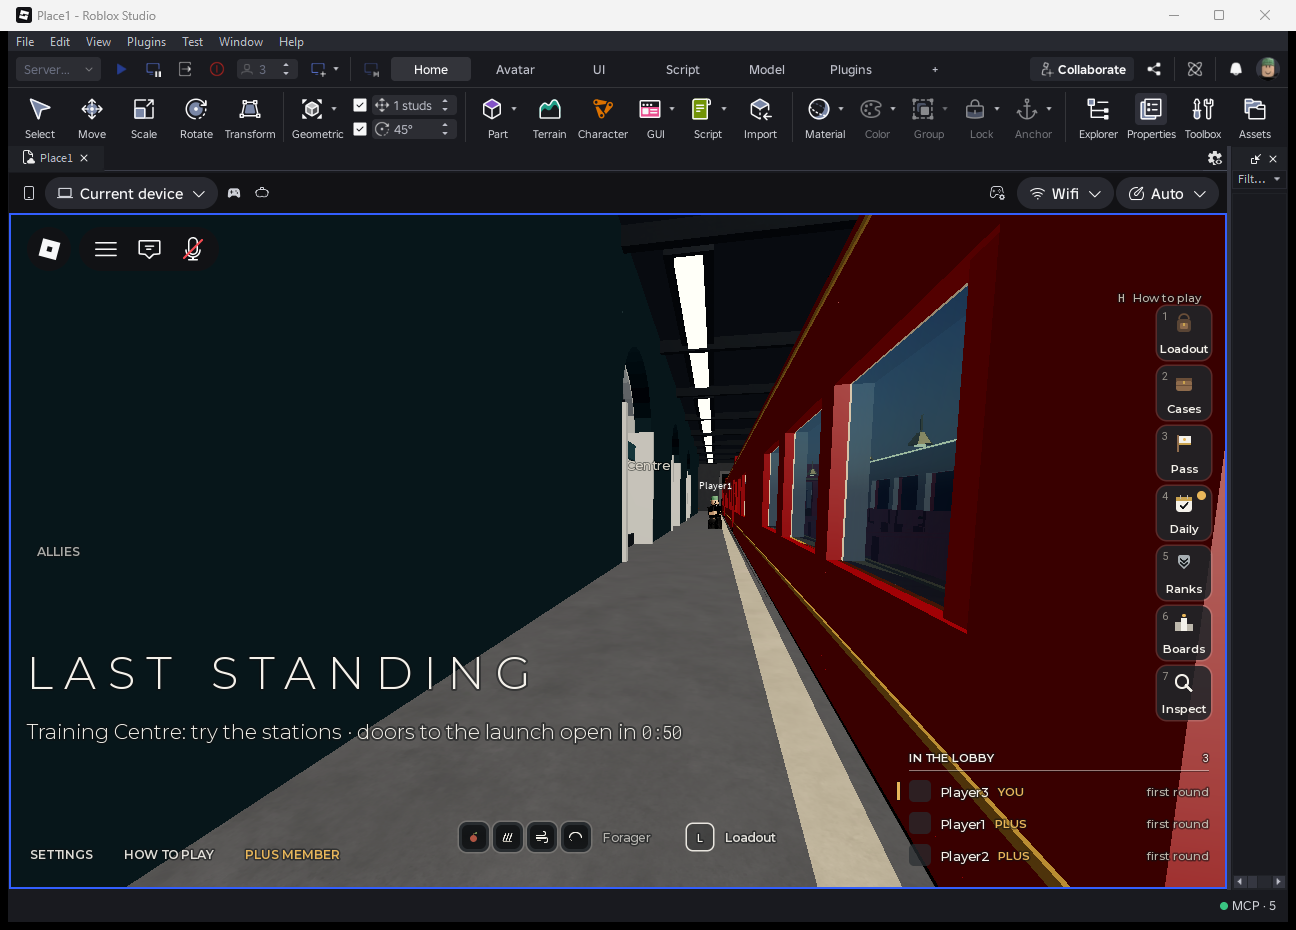 Place1 - Roblox Studio
File Edit View Plugins Test Window Help
Server... 3 Home Avatar UI Script Model Plugins + Collaborate
1 studs
45°
Select Move Scale Rotate Transform Geometric Part Terrain Character GUI Script Import Material Color Group Lock Anchor Explorer Properties Toolbox Assets
Place1
Filt...
Current device Wifi Auto
H How to play
1
Loadout
2
Cases
3
Pass
4
Daily
5
Ranks
6
Boards
7
Inspect
Centre
Player1
ALLIES
LAST STANDING
Training Centre: try the stations · doors to the launch open in 0:50
IN THE LOBBY 3
Player3 YOU first round
Player1 PLUS first round
Player2 PLUS first round
Forager L Loadout
SETTINGS HOW TO PLAY PLUS MEMBER
MCP · 5